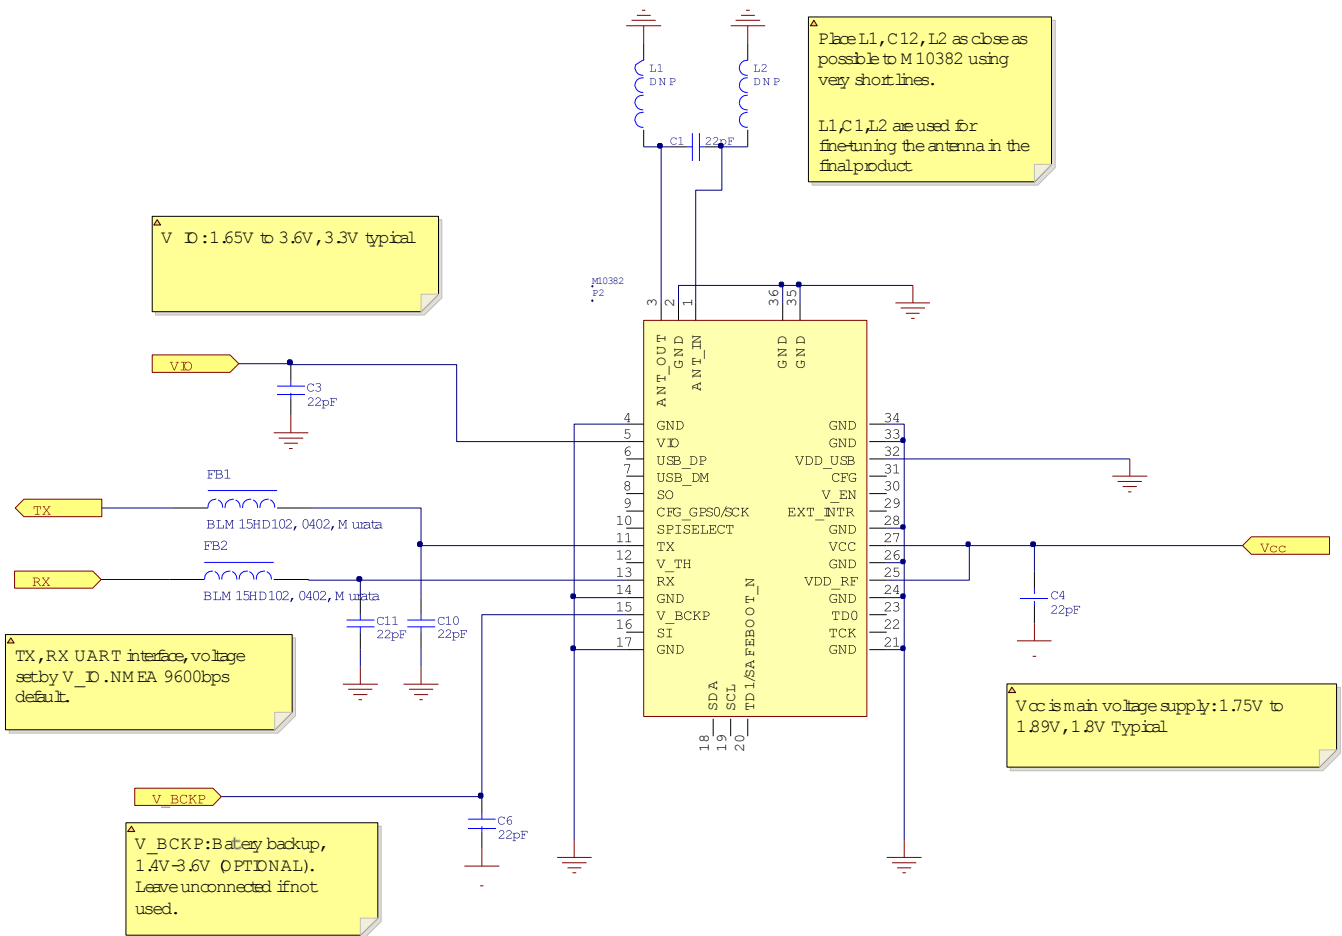 L1
DNP
L2
DNP
C1
22pF
Place L1, C12, L2 as close as
possible to M10382 using
very short lines.
L1,C1,L2 are used for
fine-tuning the antenna in the
final product
V IO: 1.65V to 3.6V, 3.3V typical
M10382
P2
3
2
1
36
35
ANT_OUT
GND
ANT_IN
GND
GND
VIO
C3
22pF
4 GND
5 VIO
6 USB_DP
7 USB_DM
8 SO
9 CFG_GPS0/SCK
10 SPISELECT
11 TX
12 V_TH
13 RX
14 GND
15 V_BCKP
16 SI
17 GND
GND 34
GND 33
VDD_USB 32
CFG 31
V_EN 30
EXT_INTR 29
GND 28
VCC 27
GND 26
VDD_RF 25
GND 24
TD0 23
TCK 22
GND 21
SDA
SCL
TD1/SAFEBOOT_N
18
19
20
FB1
TX
BLM15HD102, 0402, Murata
FB2
RX
BLM15HD102, 0402, Murata
C11
22pF
C10
22pF
Vcc
C4
22pF
TX, RX UART interface, voltage
set by V_IO. NMEA 9600bps
default.
Vcc is main voltage supply: 1.75V to
1.89V, 1.8V Typical
V_BCKP
C6
22pF
V_BCKP: Battery backup,
1.4V-3.6V (OPTIONAL).
Leave unconnected if not
used.